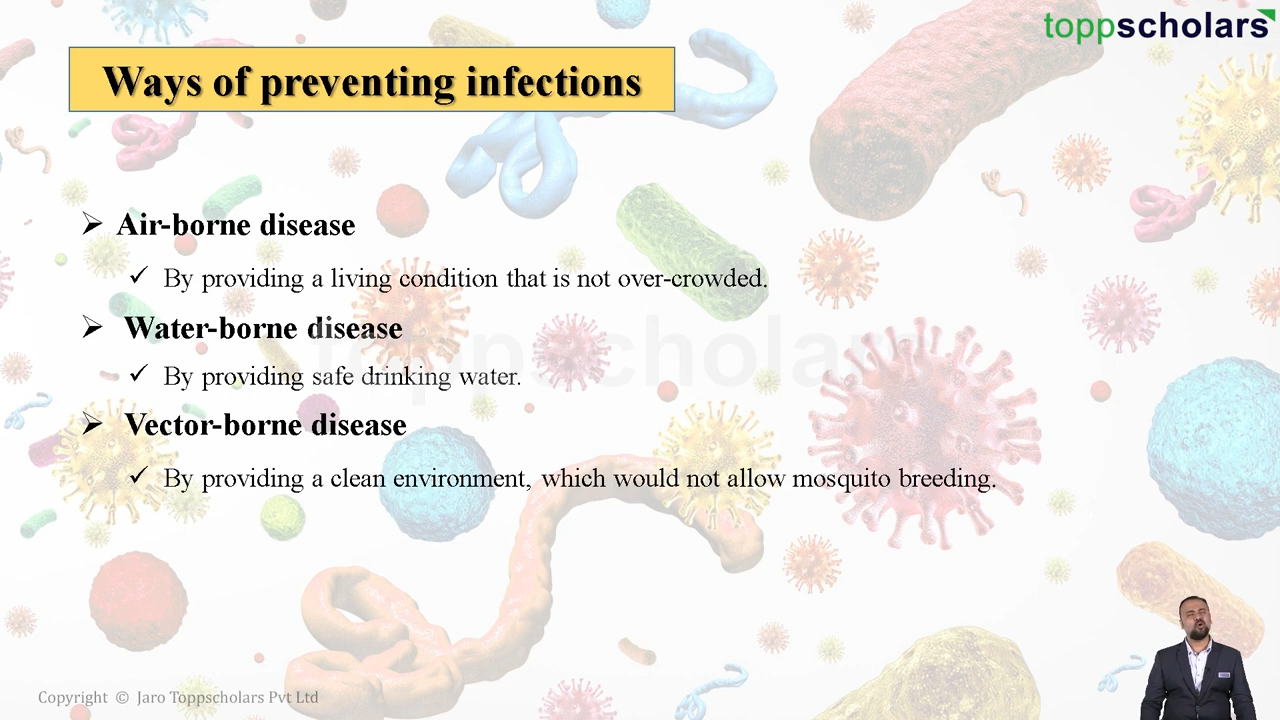 toppscholars
Ways of preventing infections
➢ Air-borne disease
✓ By providing a living condition that is not over-crowded.
➢ Water-borne disease
✓ By providing safe drinking water.
➢ Vector-borne disease
✓ By providing a clean environment, which would not allow mosquito breeding.
toppscholars
Copyright © Jaro Toppscholars Pvt Ltd